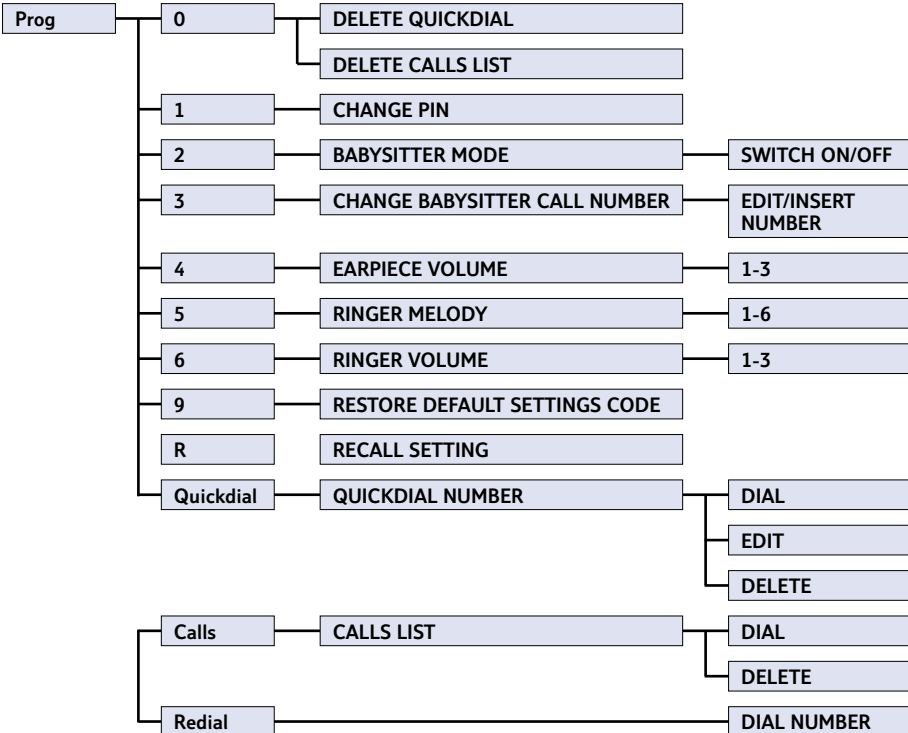 Prog 0 DELETE QUICKDIAL
DELETE CALLS LIST
1 CHANGE PIN
2 BABYSITTER MODE SWITCH ON/OFF
3 CHANGE BABYSITTER CALL NUMBER EDIT/INSERT
NUMBER
4 EARPIECE VOLUME 1-3
5 RINGER MELODY 1-6
6 RINGER VOLUME 1-3
9 RESTORE DEFAULT SETTINGS CODE
R RECALL SETTING
Quickdial QUICKDIAL NUMBER DIAL
EDIT
DELETE
Calls CALLS LIST DIAL
DELETE
Redial DIAL NUMBER